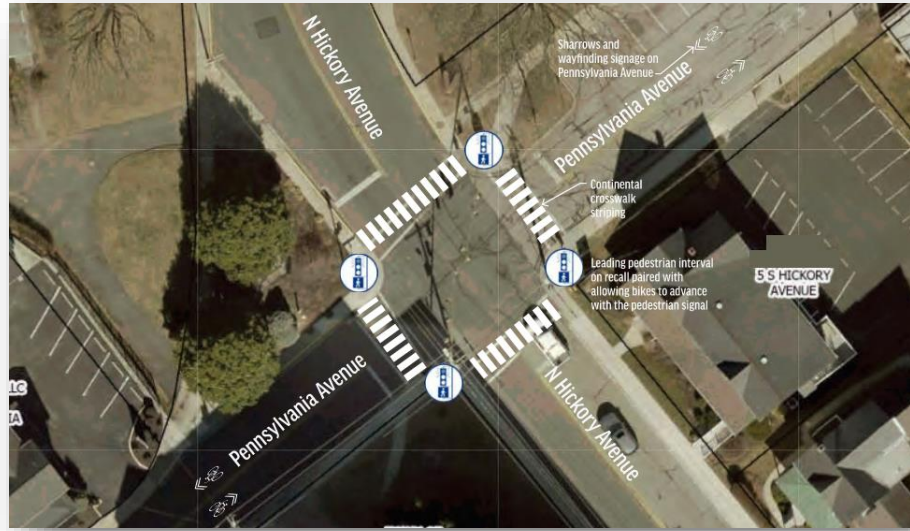 N Hickory Avenue
Sharrows and
wayfinding signage on
Pennsylvania Avenue
Pennsylvania Avenue
Continental
crosswalk
striping
Leading pedestrian interval
on recall paired with
allowing bikes to advance
with the pedestrian signal
5 S HICKORY
AVENUE
LLC
IA
Pennsylvania Avenue
N Hickory Avenue